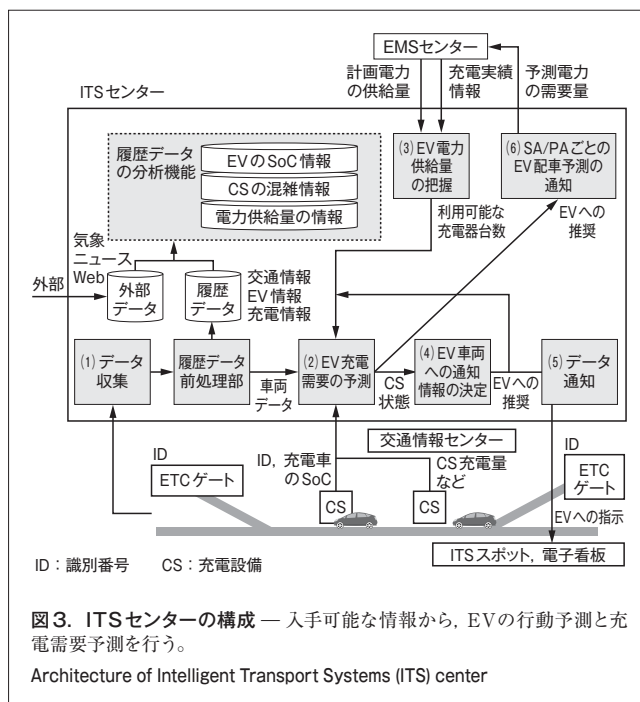 EMSセンター
計画電力
の供給量
充電実績
情報
予測電力
の需要量
ITSセンター
履歴データ
の分析機能
EVのSoC情報
CSの混雑情報
電力供給量の情報
(3) EV電力
供給量
の把握
(6) SA/PAごとの
EV配車予測の
通知
利用可能な
充電器台数
EVへの
推奨
気象
ニュース
Web
外部
外部
データ
履歴
データ
交通情報
EV情報
充電情報
(1) データ
収集
履歴データ
前処理部
車両
データ
(2) EV充電
需要の予測
CS
状態
(4) EV車両
への通知
情報の決定
EVへの
推奨
(5) データ
通知
交通情報センター
ID
ETCゲート
ID, 充電車
のSoC
CS充電量
など
CS
CS
ID
ETC
ゲート
EVへの指示
ITSスポット, 電子看板
ID:識別番号 CS:充電設備
図3. ITSセンターの構成 — 入手可能な情報から, EVの行動予測と充
電需要予測を行う。
Architecture of Intelligent Transport Systems (ITS) center